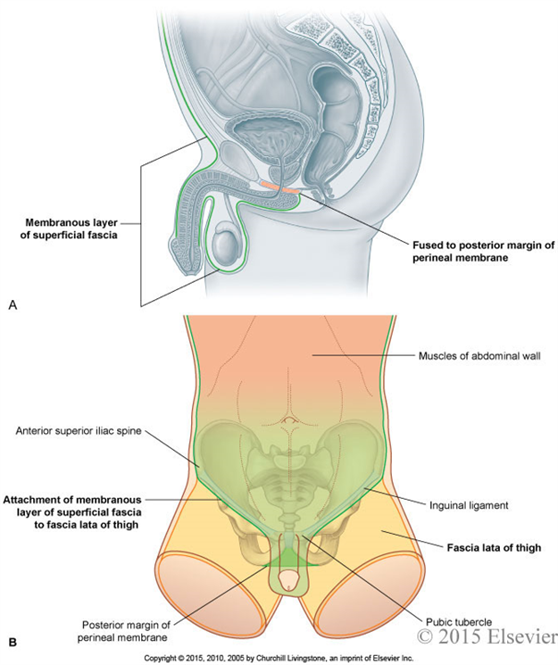 Membranous layer
of superficial fascia
Fused to posterior margin of
perineal membrane
A
Muscles of abdominal wall
Anterior superior iliac spine
Attachment of membranous
layer of superficial fascia
to fascia lata of thigh
Inguinal ligament
Fascia lata of thigh
Posterior margin of
perineal membrane
Pubic tubercle
B
© 2015 Elsevier
Copyright © 2015, 2010, 2005 by Churchill Livingstone, an imprint of Elsevier Inc.